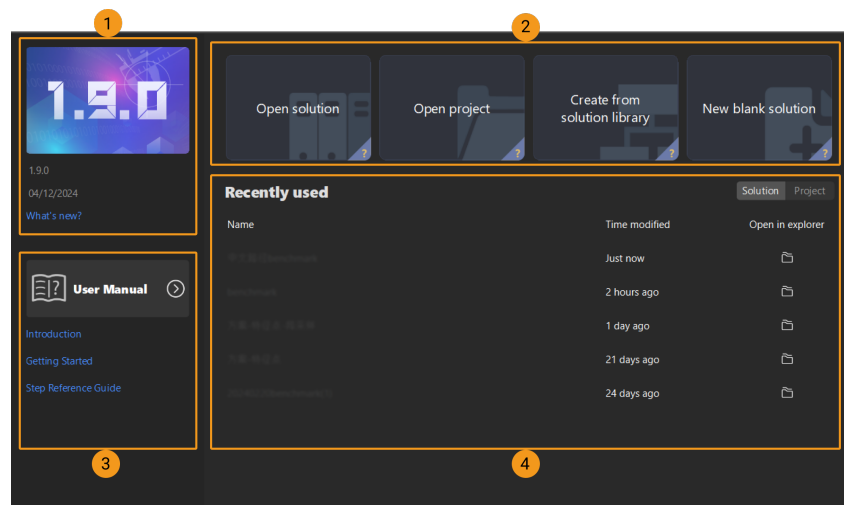 1
2
1.9.0
1.9.0
04/12/2024
What's new?
Open solution
?
Open project
?
Create from
solution library
?
New blank solution
?
Recently used
Solution Project
Name Time modified Open in explorer
Just now
2 hours ago
1 day ago
21 days ago
24 days ago
? User Manual
Introduction
Getting Started
Step Reference Guide
3
4